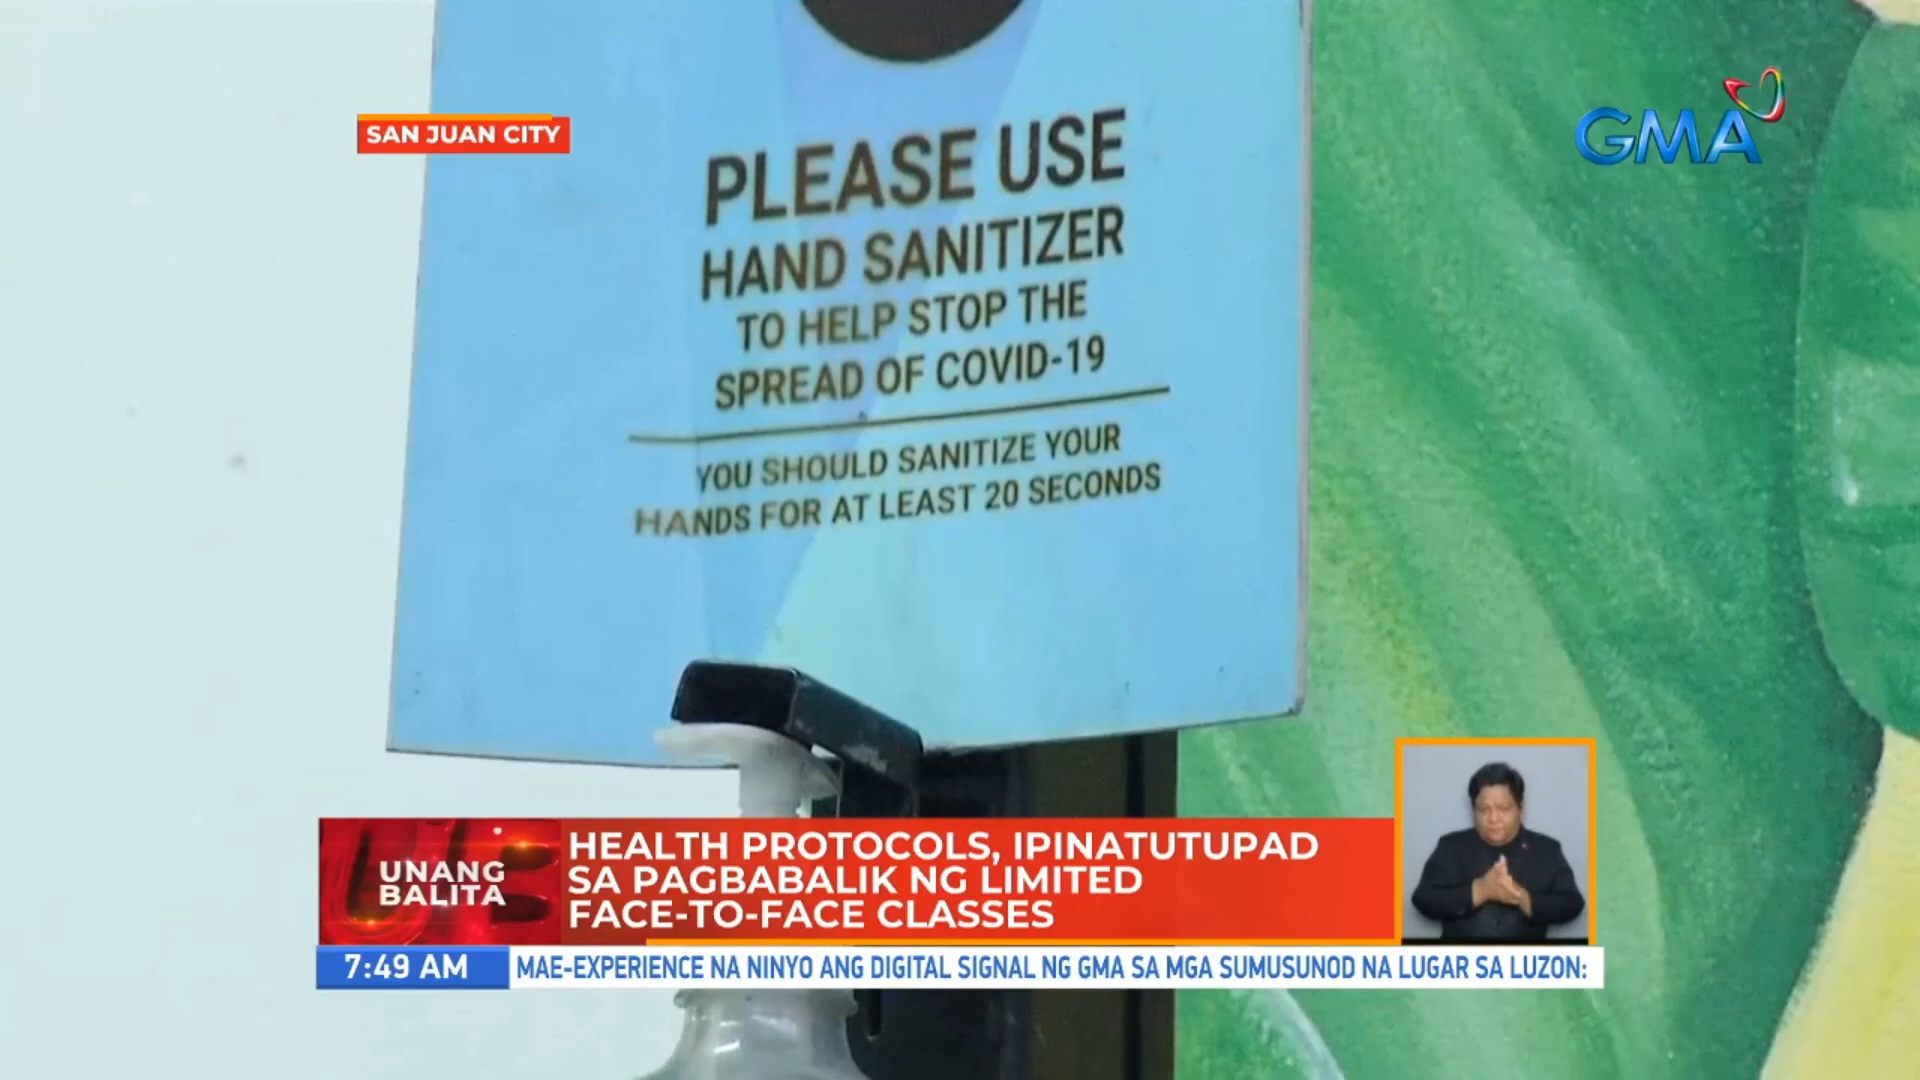 SAN JUAN CITY
GMA
PLEASE USE
HAND SANITIZER
TO HELP STOP THE
SPREAD OF COVID-19
YOU SHOULD SANITIZE YOUR
HANDS FOR AT LEAST 20 SECONDS
UNANG
BALITA
HEALTH PROTOCOLS, IPINATUTUPAD
SA PAGBABALIK NG LIMITED
FACE-TO-FACE CLASSES
7:49 AM
MAE-EXPERIENCE NA NINYO ANG DIGITAL SIGNAL NG GMA SA MGA SUMUSUNOD NA LUGAR SA LUZON: